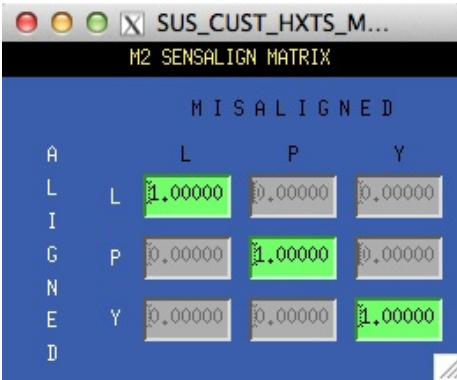 X SUS_CUST_HXTS_M...
M2 SENSALIGN MATRIX
MISALIGNED
L P Y
ALIGNED
L 1.00000 0.00000 0.00000
P 0.00000 1.00000 0.00000
Y 0.00000 0.00000 1.00000